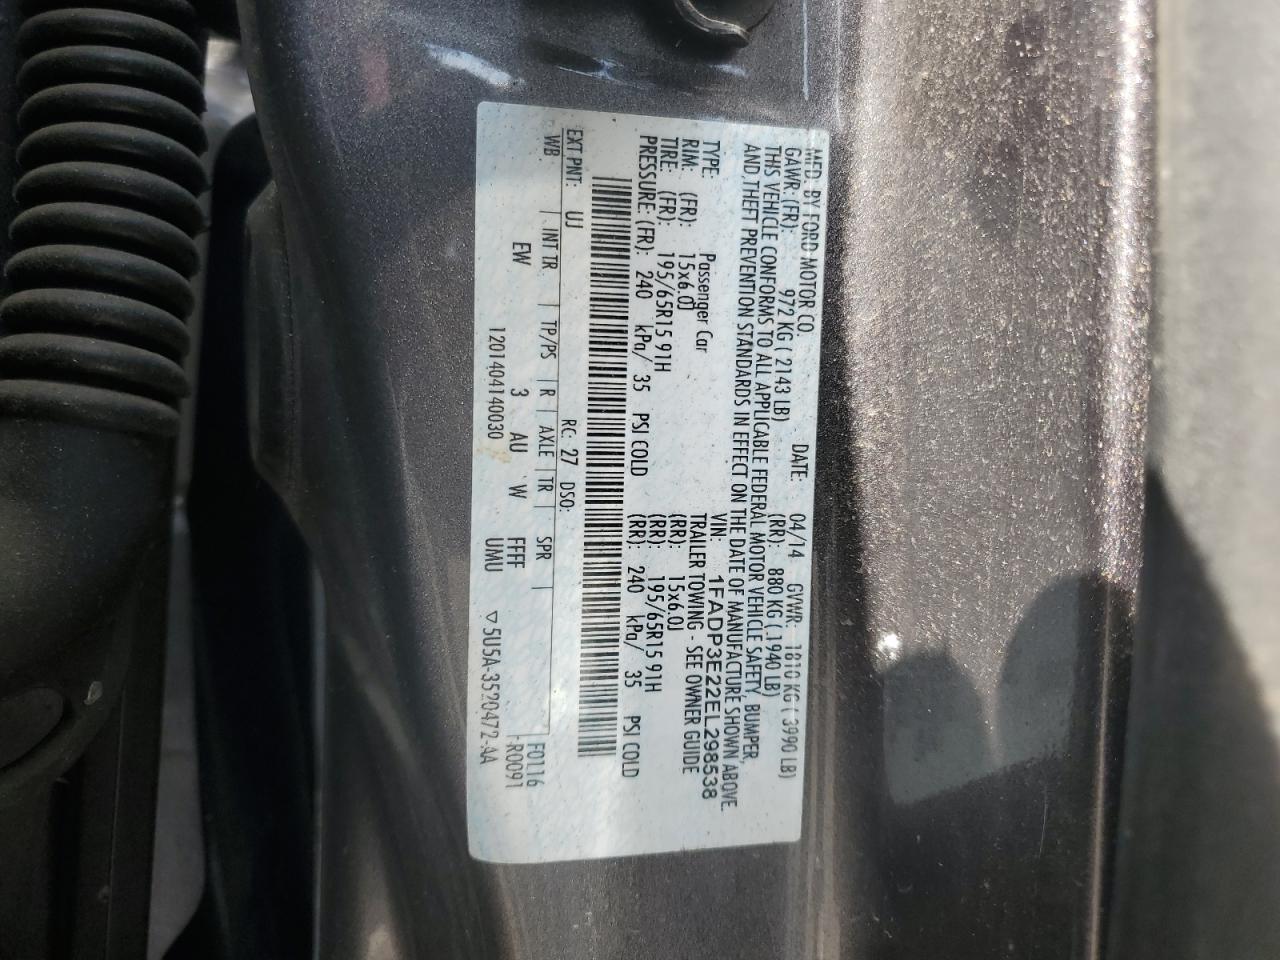 MFD. BY FORD MOTOR CO.
DATE: 04/14 GVWR: 1810 KG ( 3990 LB)
GAWR: (FR): 972 KG ( 2143 LB) (RR): 880 KG ( 1940 LB)
THIS VEHICLE CONFORMS TO ALL APPLICABLE FEDERAL MOTOR VEHICLE SAFETY, BUMPER,
AND THEFT PREVENTION STANDARDS IN EFFECT ON THE DATE OF MANUFACTURE SHOWN ABOVE.
VIN: 1FADP3E22EL298538
TYPE: Passenger Car TRAILER TOWING - SEE OWNER GUIDE
RIM: (FR): 15x6.0J (RR): 15x6.0J
TIRE: (FR): 195/65R15 91H (RR): 195/65R15 91H
PRESSURE: (FR): 240 kPa/ 35 PSI COLD (RR): 240 kPa/ 35 PSI COLD
EXT PNT: UJ RC: 27 DSO:
WB: | INT TR | TP/PS | R | AXLE | TR | SPR | F0116
EW 3 AU W FFFF -R0091
120140414 0030 UMU ▽5U5A-3520472-AA